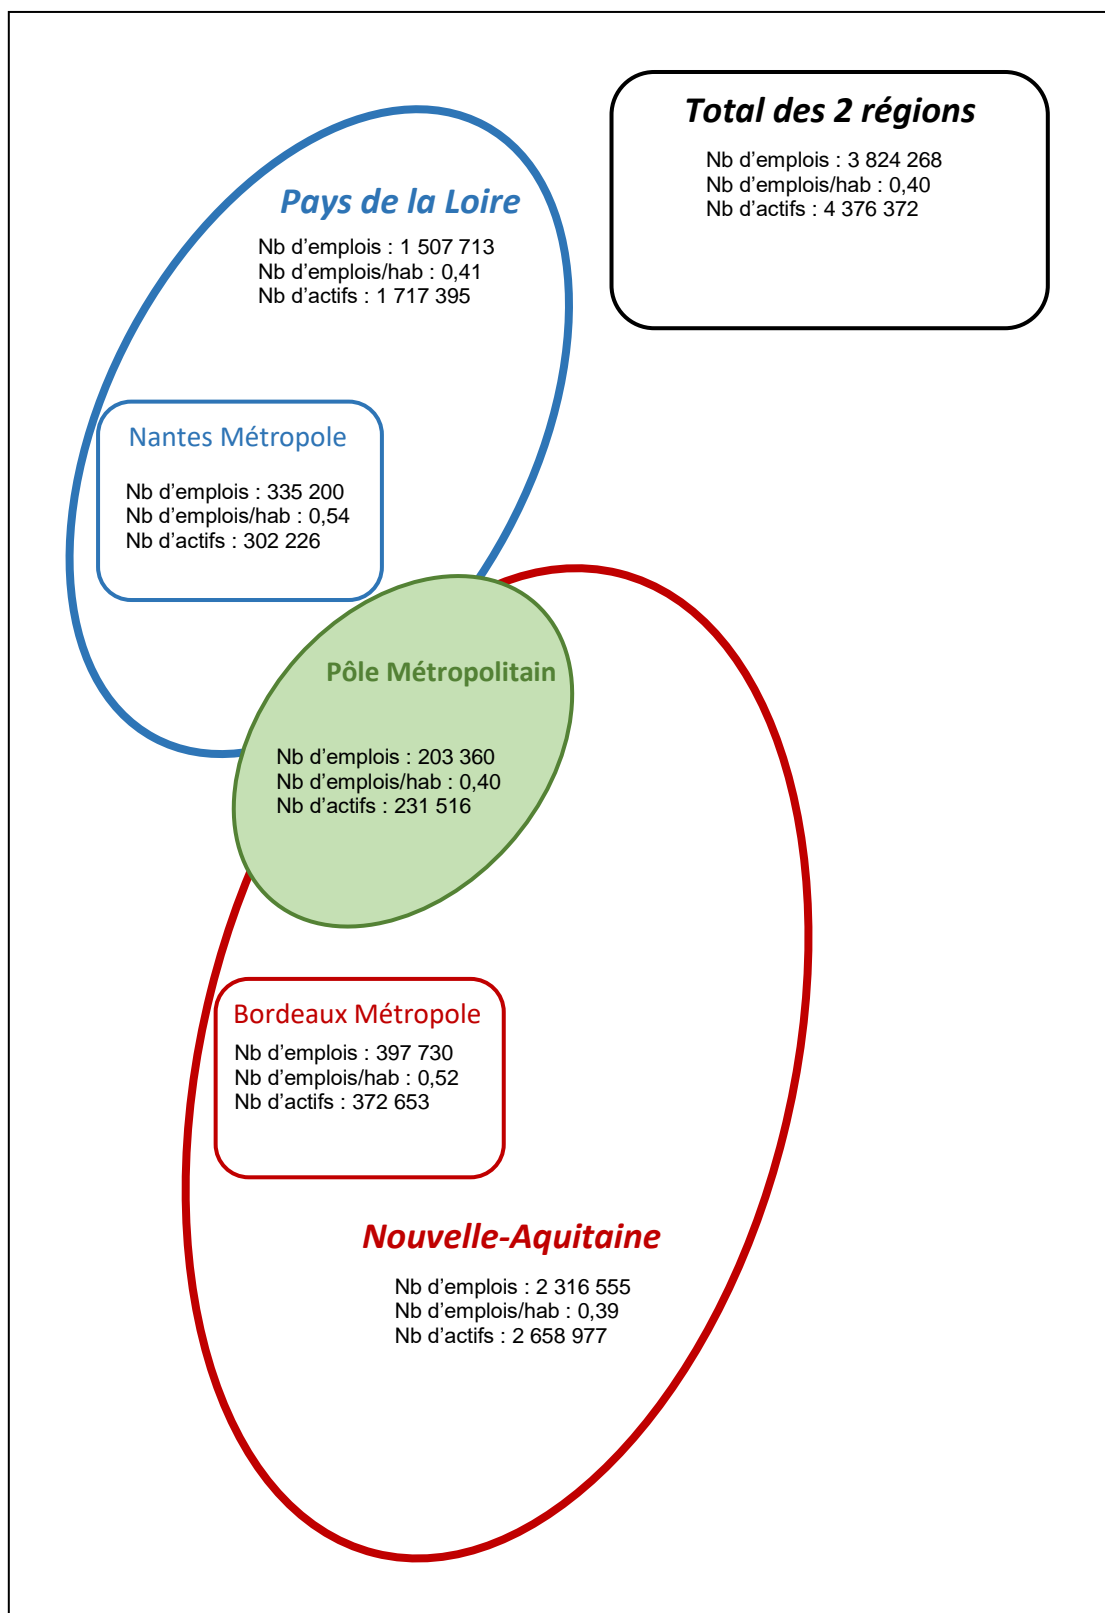 Total des 2 régions
Nb d’emplois : 3 824 268
Nb d’emplois/hab : 0,40
Nb d’actifs : 4 376 372
Pays de la Loire
Nb d’emplois : 1 507 713
Nb d’emplois/hab : 0,41
Nb d’actifs : 1 717 395
Nantes Métropole
Nb d’emplois : 335 200
Nb d’emplois/hab : 0,54
Nb d’actifs : 302 226
Pôle Métropolitain
Nb d’emplois : 203 360
Nb d’emplois/hab : 0,40
Nb d’actifs : 231 516
Bordeaux Métropole
Nb d’emplois : 397 730
Nb d’emplois/hab : 0,52
Nb d’actifs : 372 653
Nouvelle-Aquitaine
Nb d’emplois : 2 316 555
Nb d’emplois/hab : 0,39
Nb d’actifs : 2 658 977